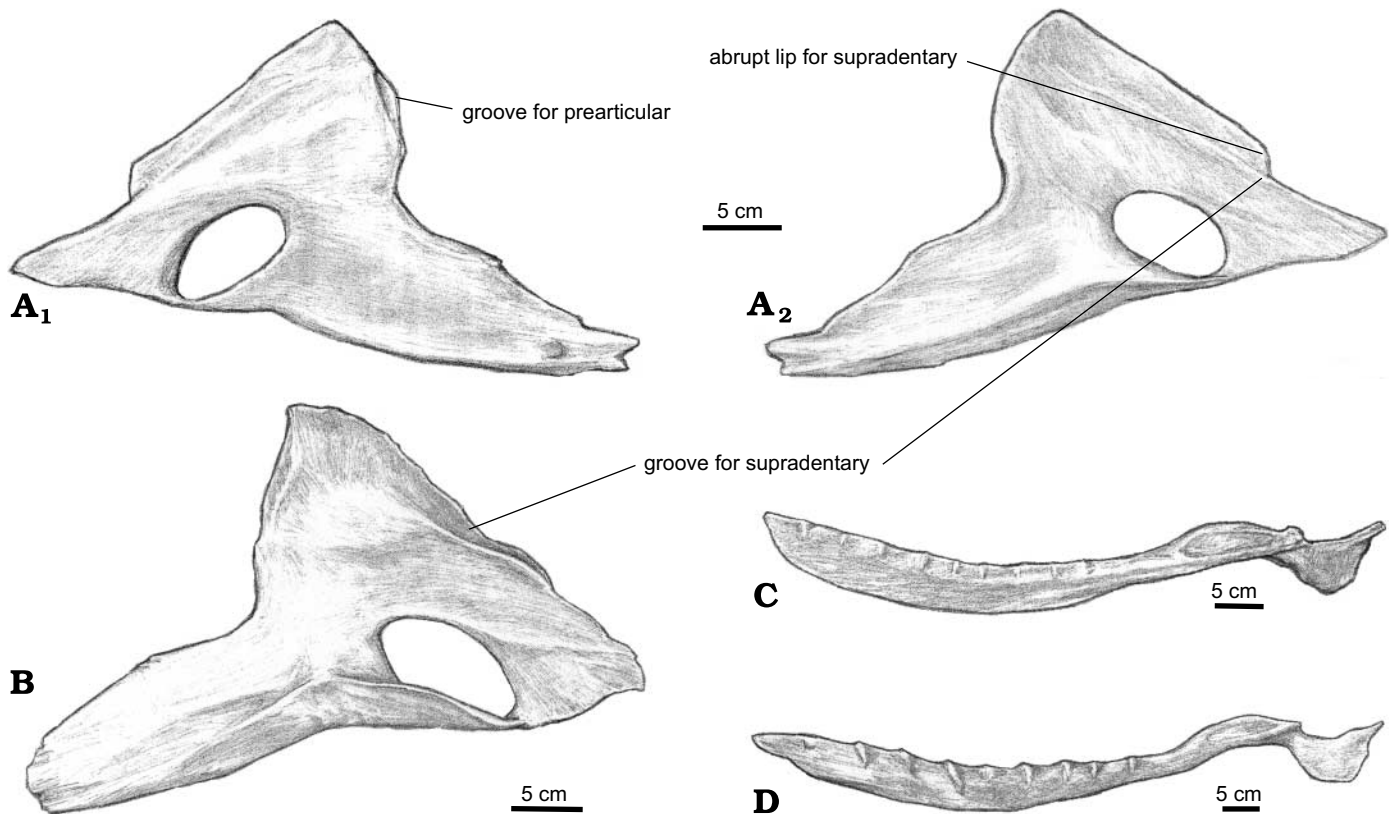 abrupt lip for supradentary
groove for prearticular
5 cm
A1
A2
groove for supradentary
B
5 cm
C
5 cm
D
5 cm